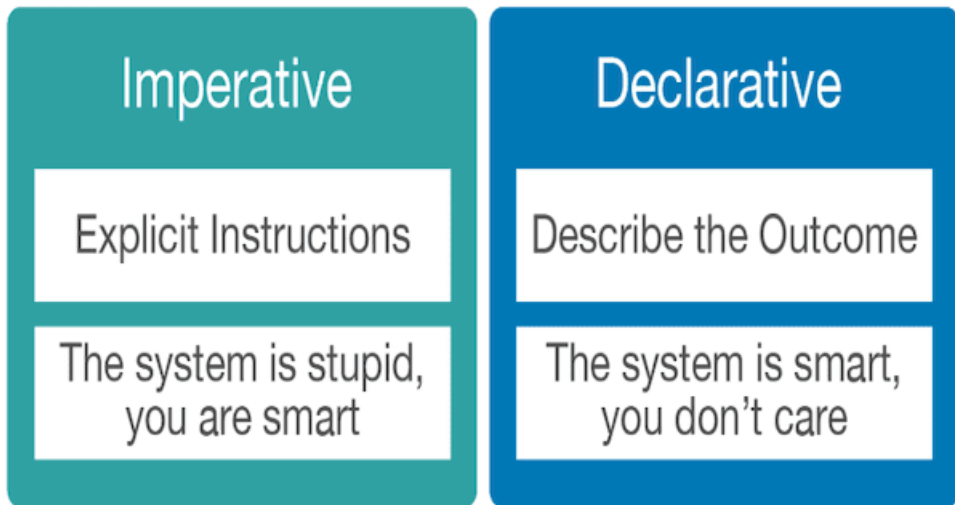 Imperative
Explicit Instructions
The system is stupid,
you are smart
Declarative
Describe the Outcome
The system is smart,
you don’t care